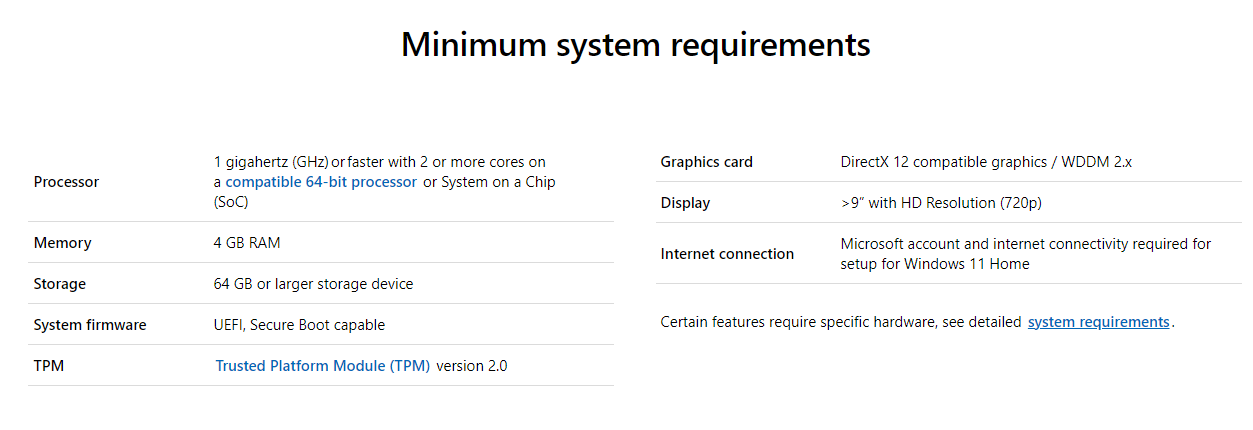 Minimum system requirements
Processor
1 gigahertz (GHz) or faster with 2 or more cores on
a compatible 64-bit processor or System on a Chip
(SoC)
Memory
4 GB RAM
Storage
64 GB or larger storage device
System firmware
UEFI, Secure Boot capable
TPM
Trusted Platform Module (TPM) version 2.0
Graphics card
DirectX 12 compatible graphics / WDDM 2.x
Display
>9” with HD Resolution (720p)
Internet connection
Microsoft account and internet connectivity required for
setup for Windows 11 Home
Certain features require specific hardware, see detailed system requirements.